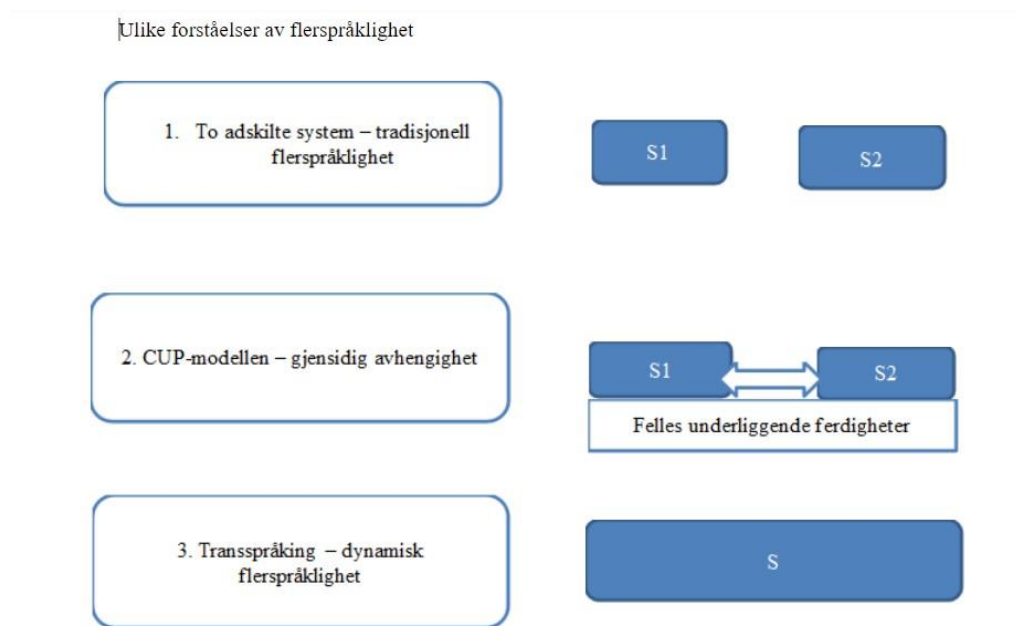 Ulike forståelser av flerspråklighet
1. To adskilte system – tradisjonell
flerspråklighet
S1
S2
2. CUP-modellen – gjensidig avhengighet
S1
S2
Felles underliggende ferdigheter
3. Transspråking – dynamisk
flerspråklighet
S